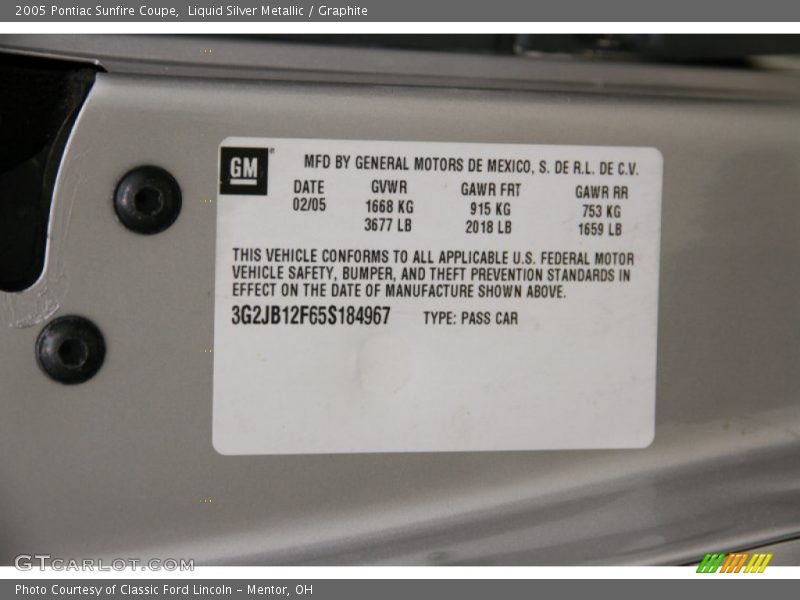 2005 Pontiac Sunfire Coupe,  Liquid Silver Metallic / Graphite
GM
MFD BY GENERAL MOTORS DE MEXICO, S. DE R.L. DE C.V.
DATE GVWR GAWR FRT GAWR RR
02/05 1668 KG 915 KG 753 KG
3677 LB 2018 LB 1659 LB
THIS VEHICLE CONFORMS TO ALL APPLICABLE U.S. FEDERAL MOTOR
VEHICLE SAFETY, BUMPER, AND THEFT PREVENTION STANDARDS IN
EFFECT ON THE DATE OF MANUFACTURE SHOWN ABOVE.
3G2JB12F65S184967 TYPE: PASS CAR
GTCARLOT.COM
Photo Courtesy of Classic Ford Lincoln - Mentor, OH